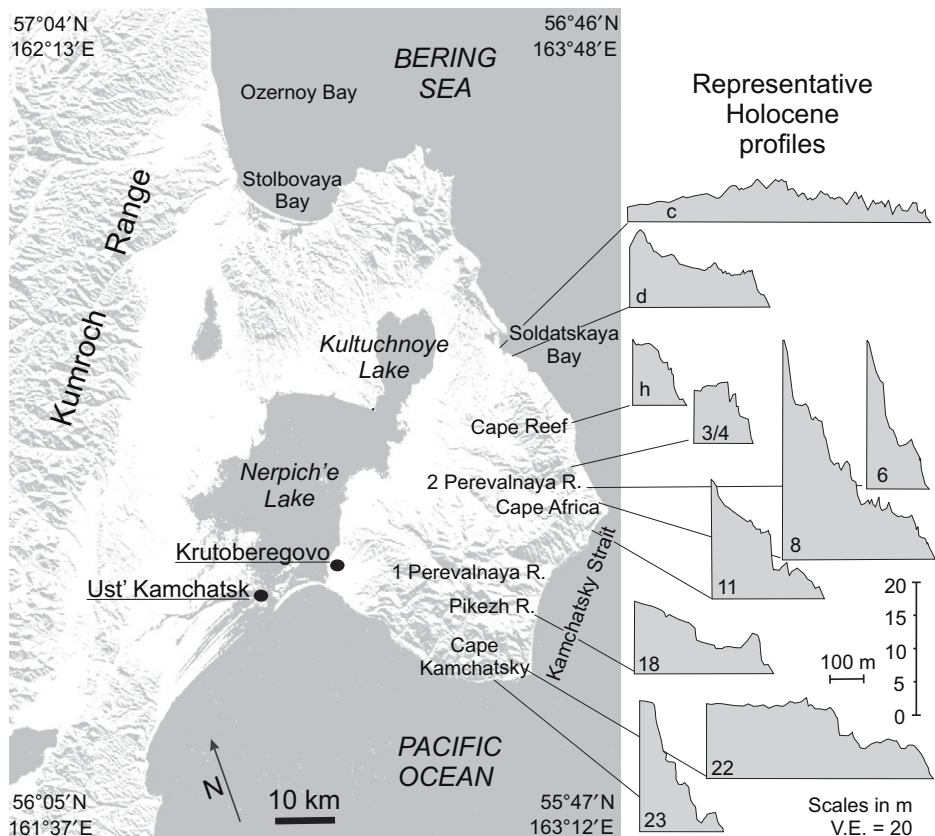 57°04′N
162°13′E
56°46′N
163°48′E
BERING
SEA
Ozernoy Bay
Stolbovaya
Bay
Kumroch Range
Kultuchnoye
Lake
Soldatskaya
Bay
Cape Reef
Nerpich’e
Lake
2 Perevalnaya R.
Cape Africa
Krutoberegovo
Ust’ Kamchatsk
1 Perevalnaya R.
Pikezh R.
Kamchatsky Strait
Cape
Kamchatsky
PACIFIC
OCEAN
N
10 km
56°05′N
161°37′E
55°47′N
163°12′E
Representative
Holocene
profiles
c
d
h
3/4
6
8
11
18
22
23
100 m
20
15
10
5
0
Scales in m
V.E. = 20